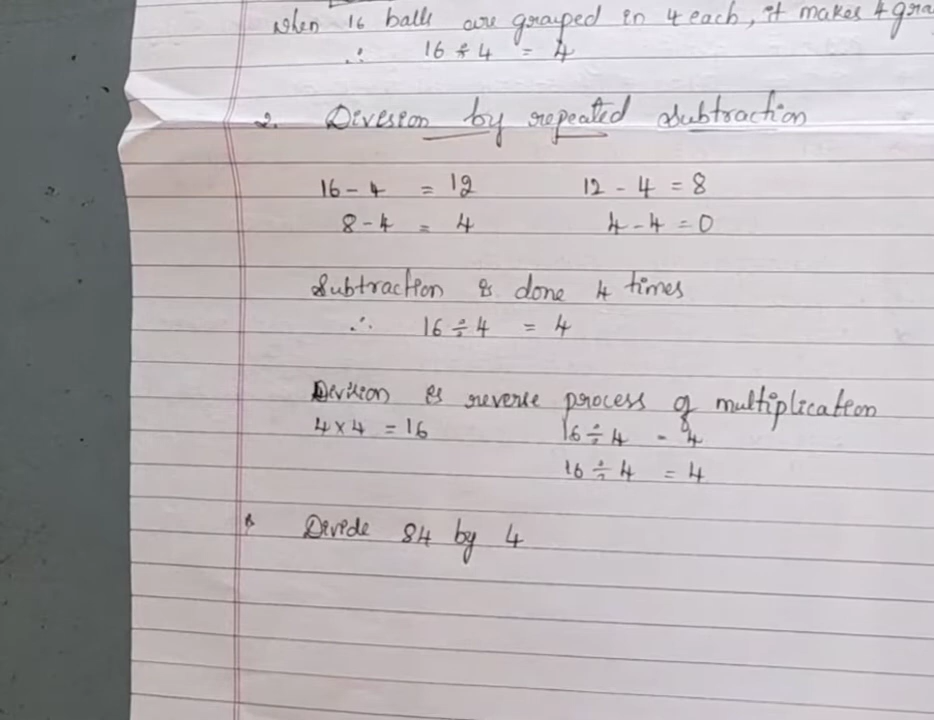 When 16 balls are grouped in 4 each, it makes 4 gro
∴ 16 ÷ 4 = 4
2. Division by repeated Subtraction
16 - 4 = 12 12 - 4 = 8
8 - 4 = 4 4 - 4 = 0
Subtraction is done 4 times
∴ 16 ÷ 4 = 4
Division is reverse process of multiplication
4 x 4 = 16 16 ÷ 4 = 4
16 ÷ 4 = 4
* Divide 84 by 4